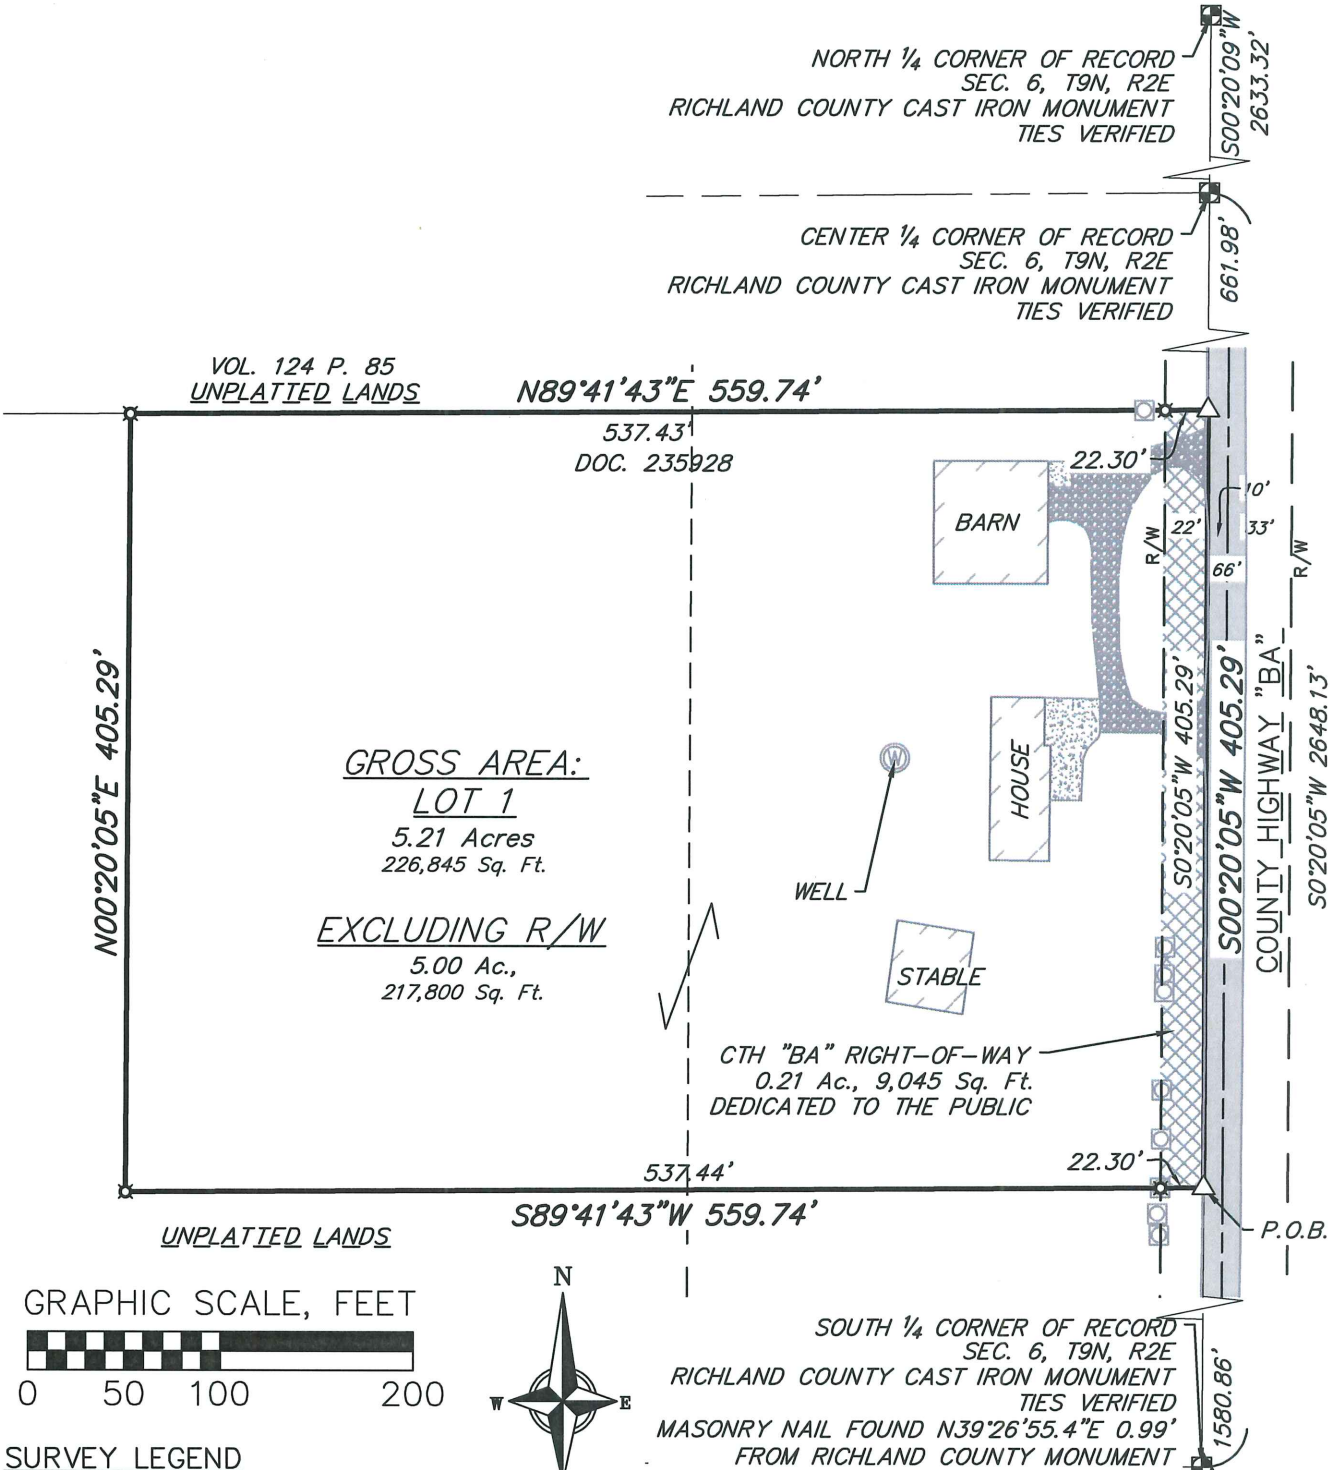 S00°20'09"W
2633.32'
NORTH ¼ CORNER OF RECORD
SEC. 6, T9N, R2E
RICHLAND COUNTY CAST IRON MONUMENT
TIES VERIFIED
CENTER ¼ CORNER OF RECORD
SEC. 6, T9N, R2E
RICHLAND COUNTY CAST IRON MONUMENT
TIES VERIFIED
661.98'
VOL. 124 P. 85
UNPLATTED LANDS
N89°41'43"E 559.74'
537.43'
DOC. 235928
22.30'
BARN
10'
R/W
22'
33'
66'
R/W
N00°20'05"E 405.29'
S0°20'05"W 405.29'
S00°20'05"W 405.29'
COUNTY HIGHWAY "BA"
S0°20'05"W 2648.13'
GROSS AREA:
LOT 1
5.21 Acres
226,845 Sq. Ft.
W
HOUSE
WELL
EXCLUDING R/W
5.00 Ac.,
217,800 Sq. Ft.
STABLE
CTH "BA" RIGHT-OF-WAY
0.21 Ac., 9,045 Sq. Ft.
DEDICATED TO THE PUBLIC
537.44'
22.30'
S89°41'43"W 559.74'
P.O.B.
UNPLATTED LANDS
GRAPHIC SCALE, FEET
0 50 100 200
N
W E
SOUTH ¼ CORNER OF RECORD
SEC. 6, T9N, R2E
RICHLAND COUNTY CAST IRON MONUMENT
TIES VERIFIED
MASONRY NAIL FOUND N39°26'55.4"E 0.99'
FROM RICHLAND COUNTY MONUMENT
1580.86'
SURVEY LEGEND